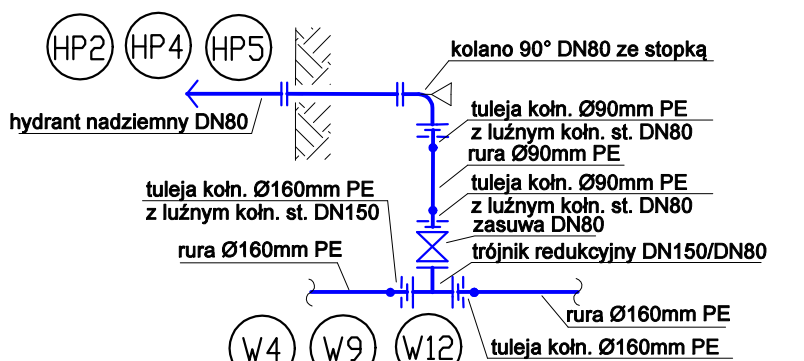 HP2 HP4 HP5
kolano 90° DN80 ze stopką
hydrant nadziemny DN80
tuleja kołn. Ø90mm PE
z luźnym kołn. st. DN80
rura Ø90mm PE
tuleja kołn. Ø160mm PE
z luźnym kołn. st. DN150
tuleja kołn. Ø90mm PE
z luźnym kołn. st. DN80
zasuwa DN80
rura Ø160mm PE
trójnik redukcyjny DN150/DN80
rura Ø160mm PE
W4 W9 W12
tuleja kołn. Ø160mm PE